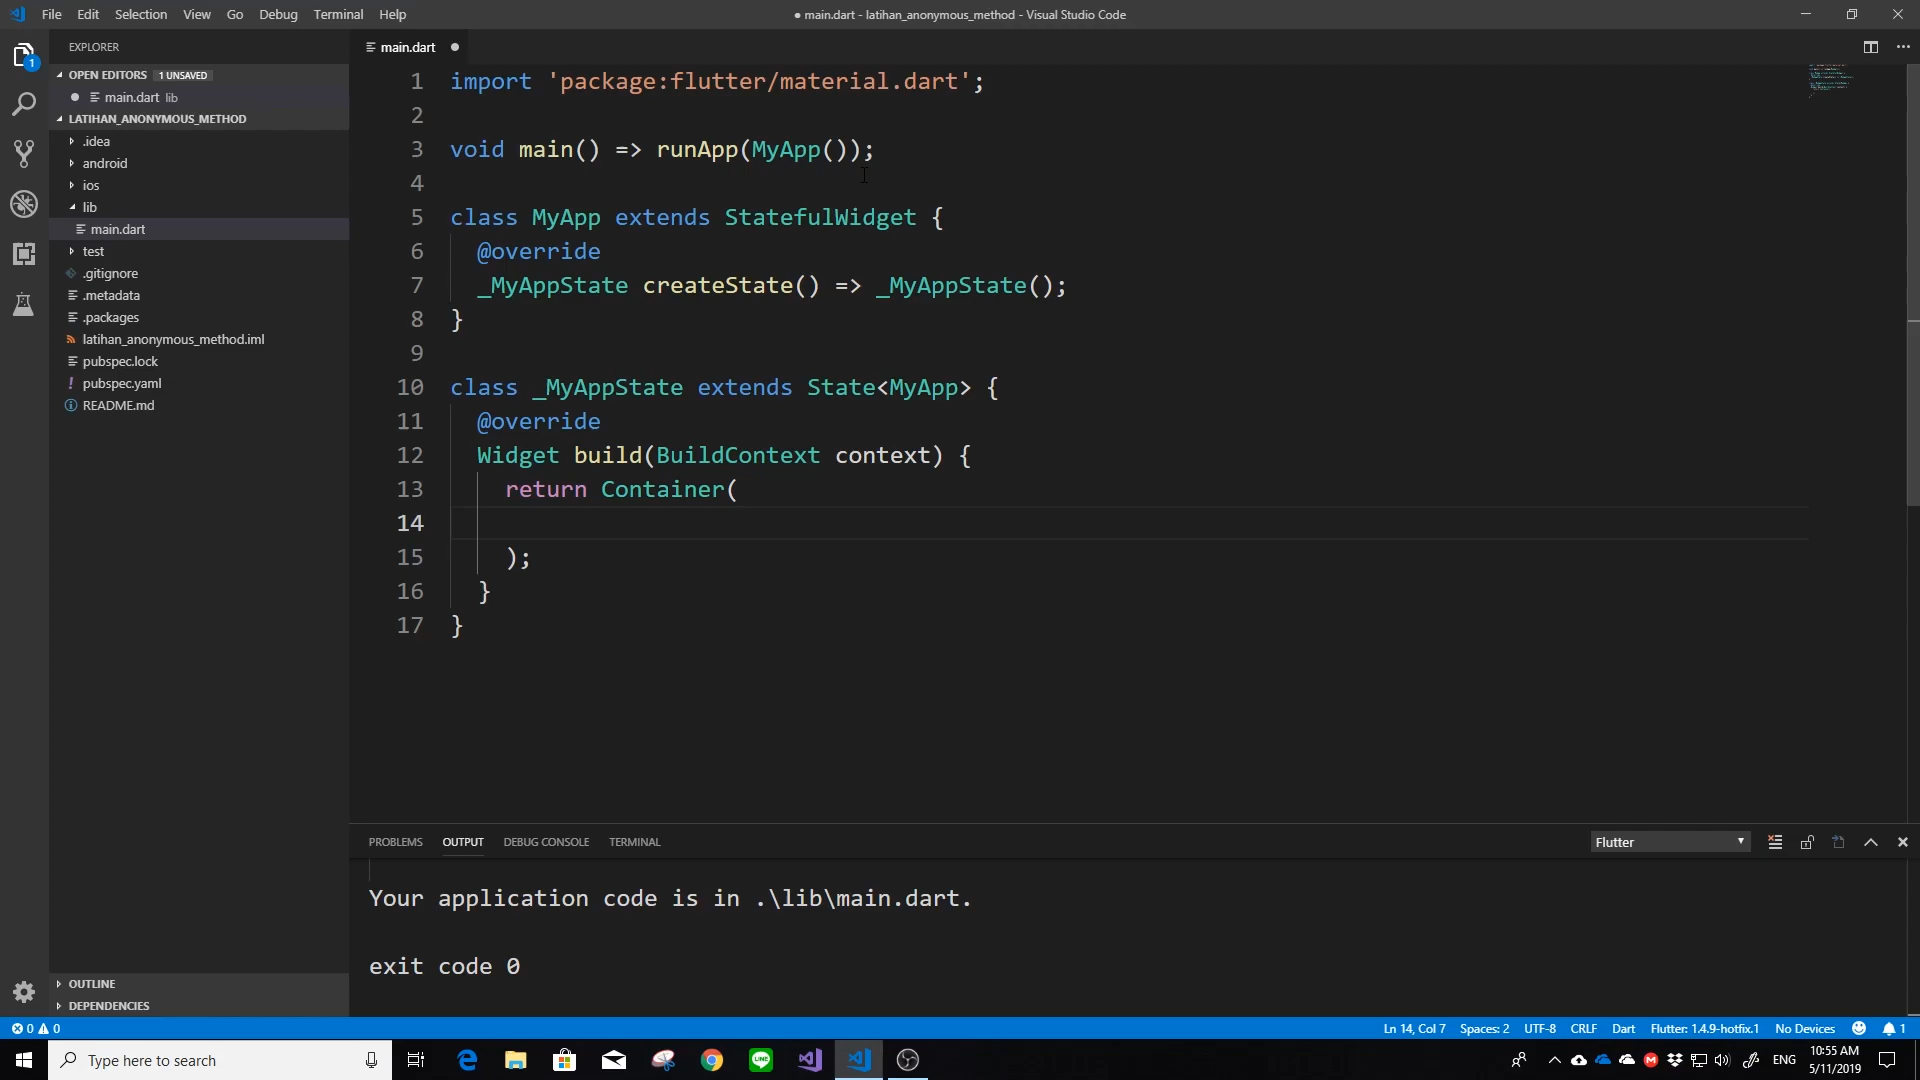 File Edit Selection View Go Debug Terminal Help
● main.dart - latihan_anonymous_method - Visual Studio Code
EXPLORER
OPEN EDITORS 1 UNSAVED
main.dart lib
LATIHAN_ANONYMOUS_METHOD
.idea
android
ios
lib
main.dart
test
.gitignore
.metadata
.packages
latihan_anonymous_method.iml
pubspec.lock
pubspec.yaml
README.md
OUTLINE
DEPENDENCIES
1
main.dart
1 import 'package:flutter/material.dart';
2
3 void main() => runApp(MyApp());
4
5 class MyApp extends StatefulWidget {
6 @override
7 _MyAppState createState() => _MyAppState();
8 }
9
10 class _MyAppState extends State<MyApp> {
11 @override
12 Widget build(BuildContext context) {
13 return Container(
14
15 );
16 }
17 }
PROBLEMS OUTPUT DEBUG CONSOLE TERMINAL
Flutter
Your application code is in .\lib\main.dart.
exit code 0
0 0
Ln 14, Col 7 Spaces: 2 UTF-8 CRLF Dart Flutter: 1.4.9-hotfix.1 No Devices 1
Type here to search
LINE
ENG
10:55 AM
5/11/2019